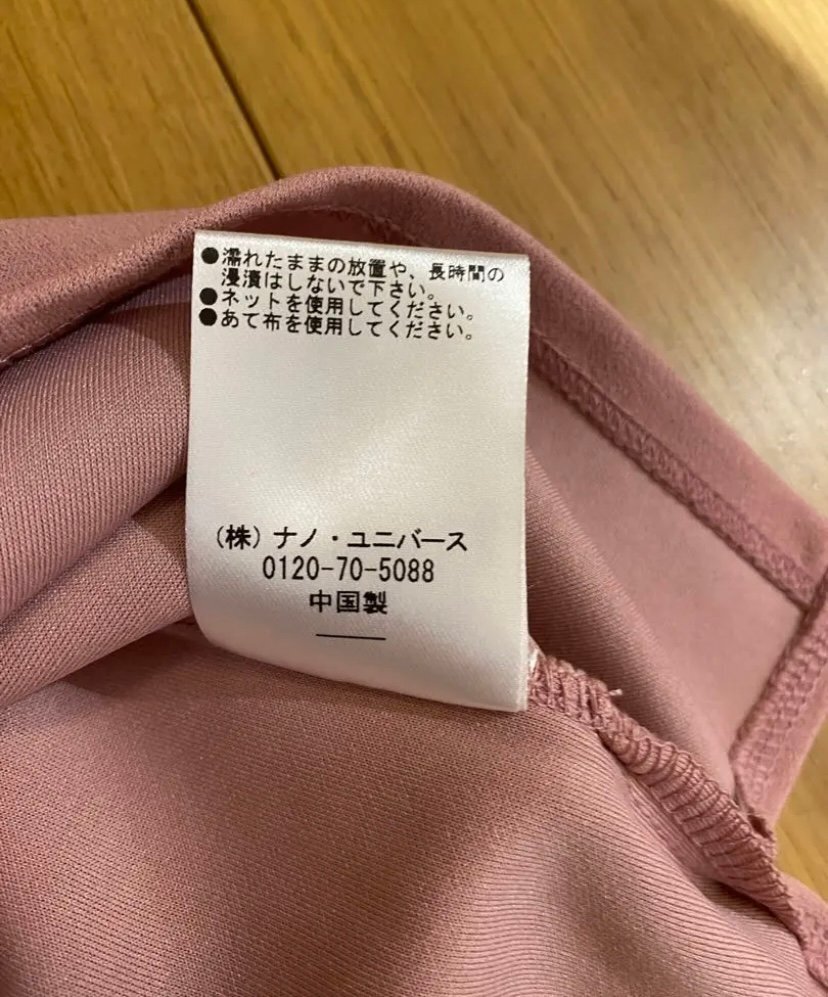 ●濡れたままの放置や、長時間の
浸漬はしないで下さい。
●ネットを使用してください。
●あて布を使用してください。
(株)ナノ・ユニバース
0120-70-5088
中国製